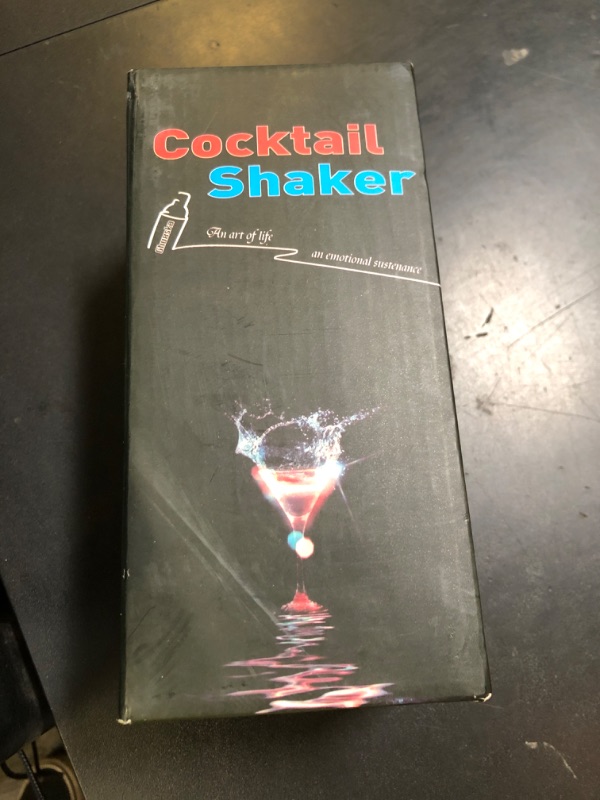 Cocktail
Shaker
An art of life
an emotional sustenance